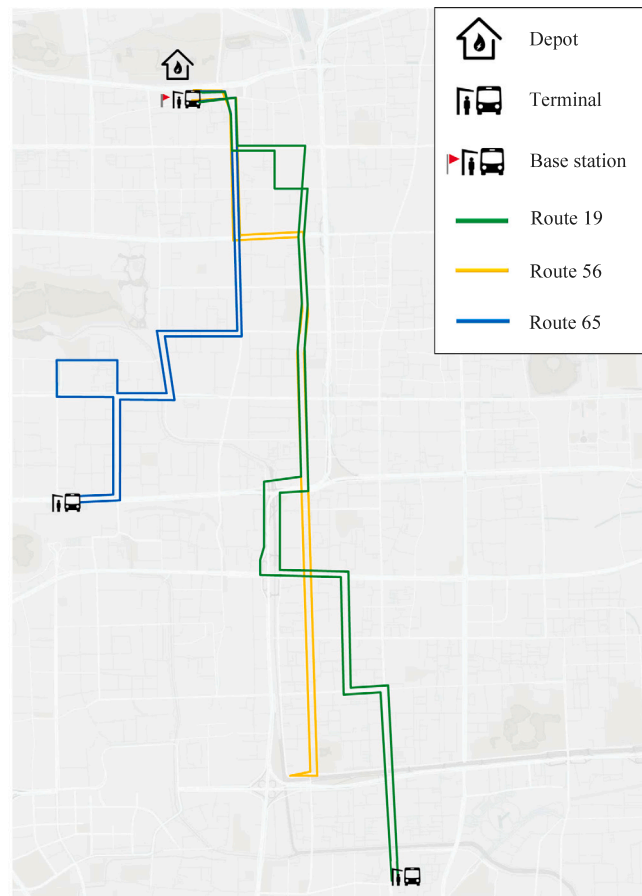 Depot
Terminal
Base station
Route 19
Route 56
Route 65